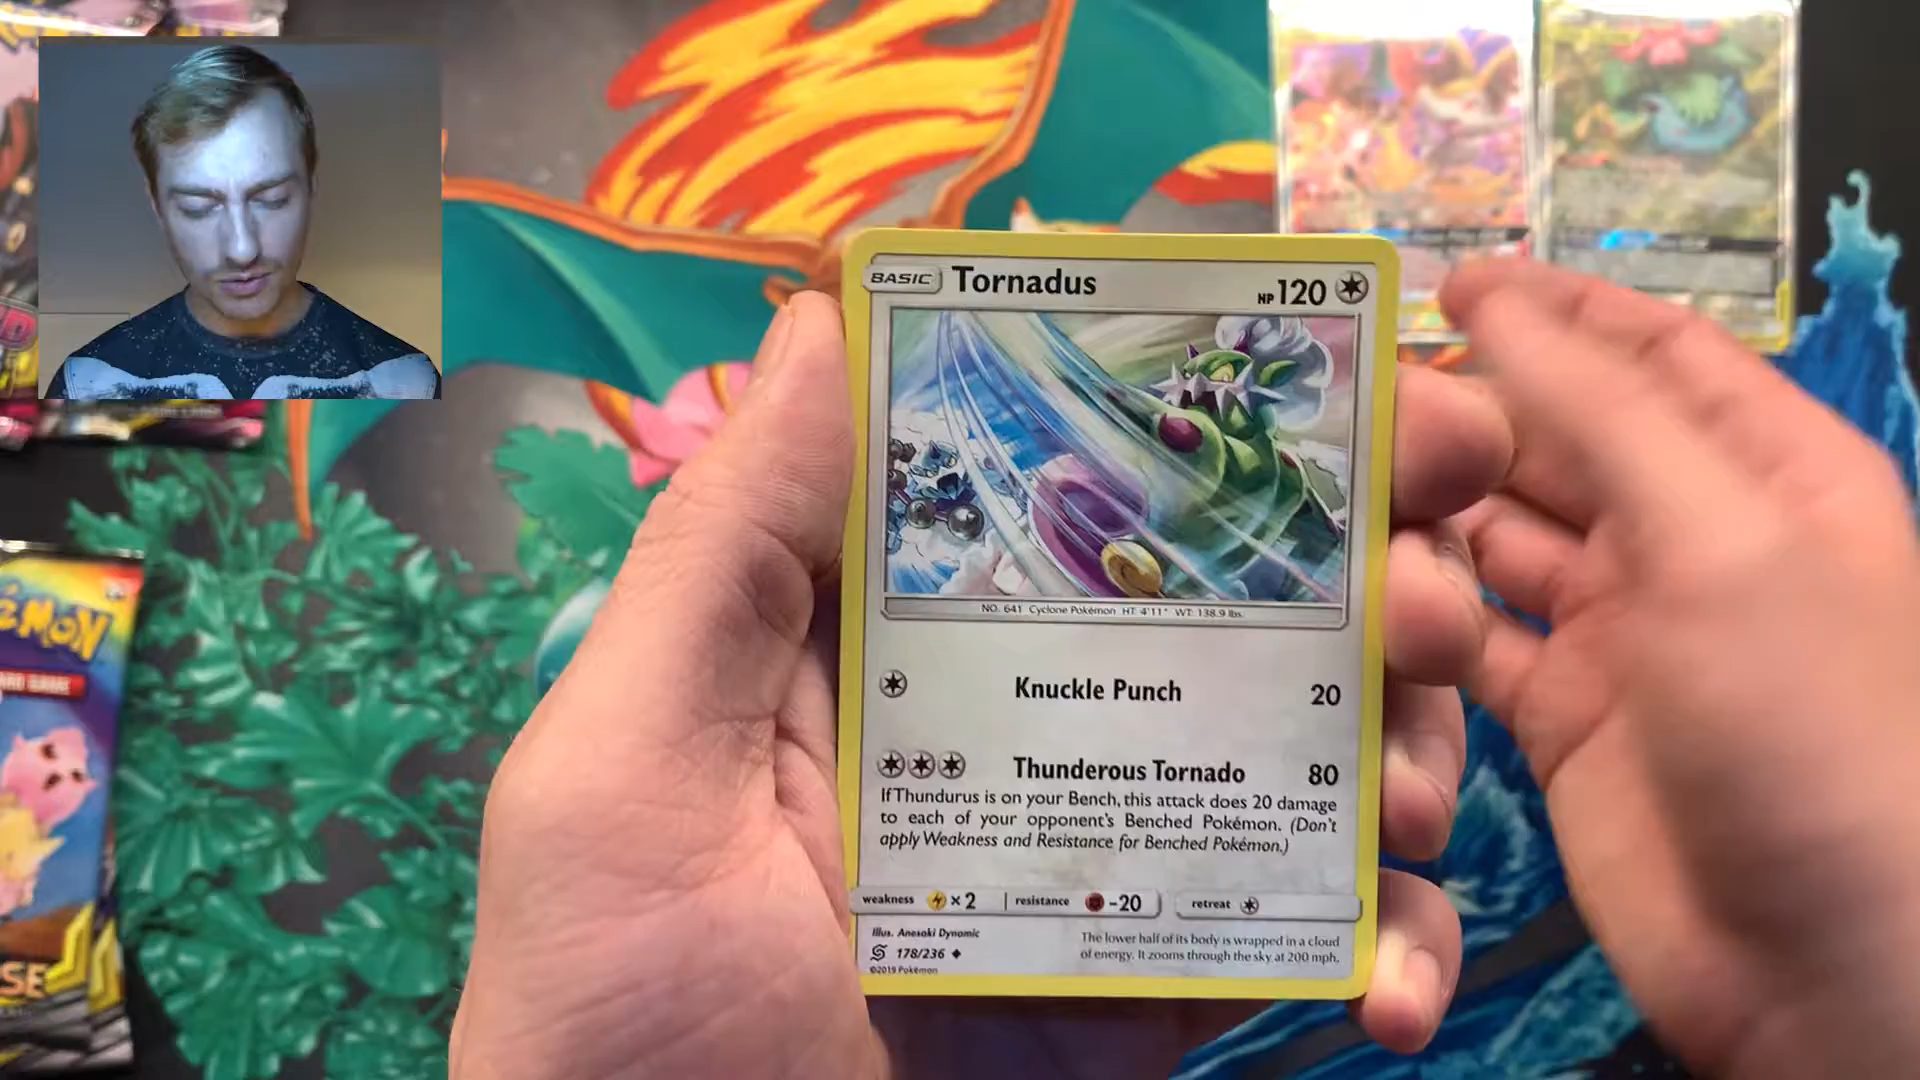 BASIC Tornadus HP 120
NO. 641 Cyclone Pokémon HT: 4'11" WT: 138.9 lbs.
Knuckle Punch 20
Thunderous Tornado 80
If Thundurus is on your Bench, this attack does 20 damage
to each of your opponent's Benched Pokémon. (Don't
apply Weakness and Resistance for Benched Pokémon.)
weakness ×2 resistance -20 retreat
Illus. Anesaki Dynamic
178/236
©2019 Pokémon
The lower half of its body is wrapped in a cloud
of energy. It zooms through the sky at 200 mph.